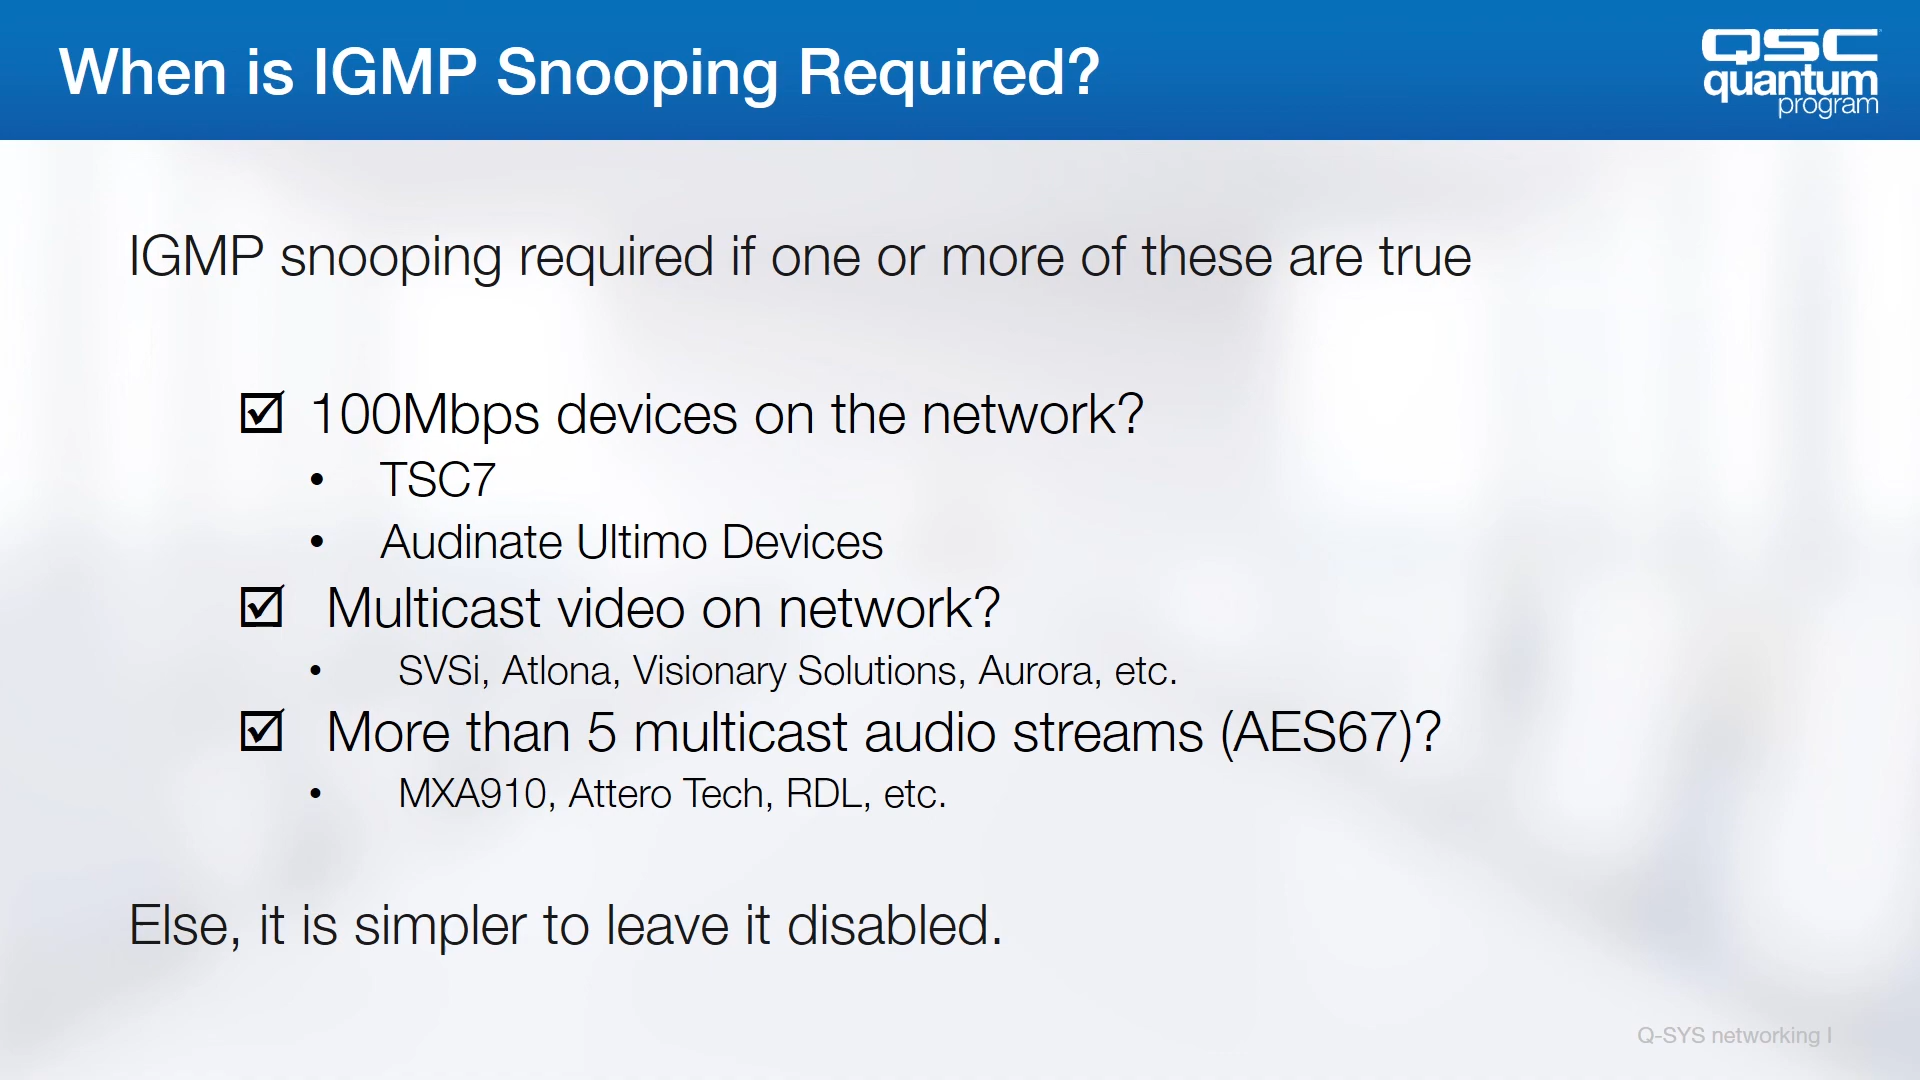 When is IGMP Snooping Required?
QSC
quantum
program
IGMP snooping required if one or more of these are true
☑ 100Mbps devices on the network?
• TSC7
• Audinate Ultimo Devices
☑ Multicast video on network?
• SVSi, Atlona, Visionary Solutions, Aurora, etc.
☑ More than 5 multicast audio streams (AES67)?
• MXA910, Attero Tech, RDL, etc.
Else, it is simpler to leave it disabled.
Q-SYS networking I